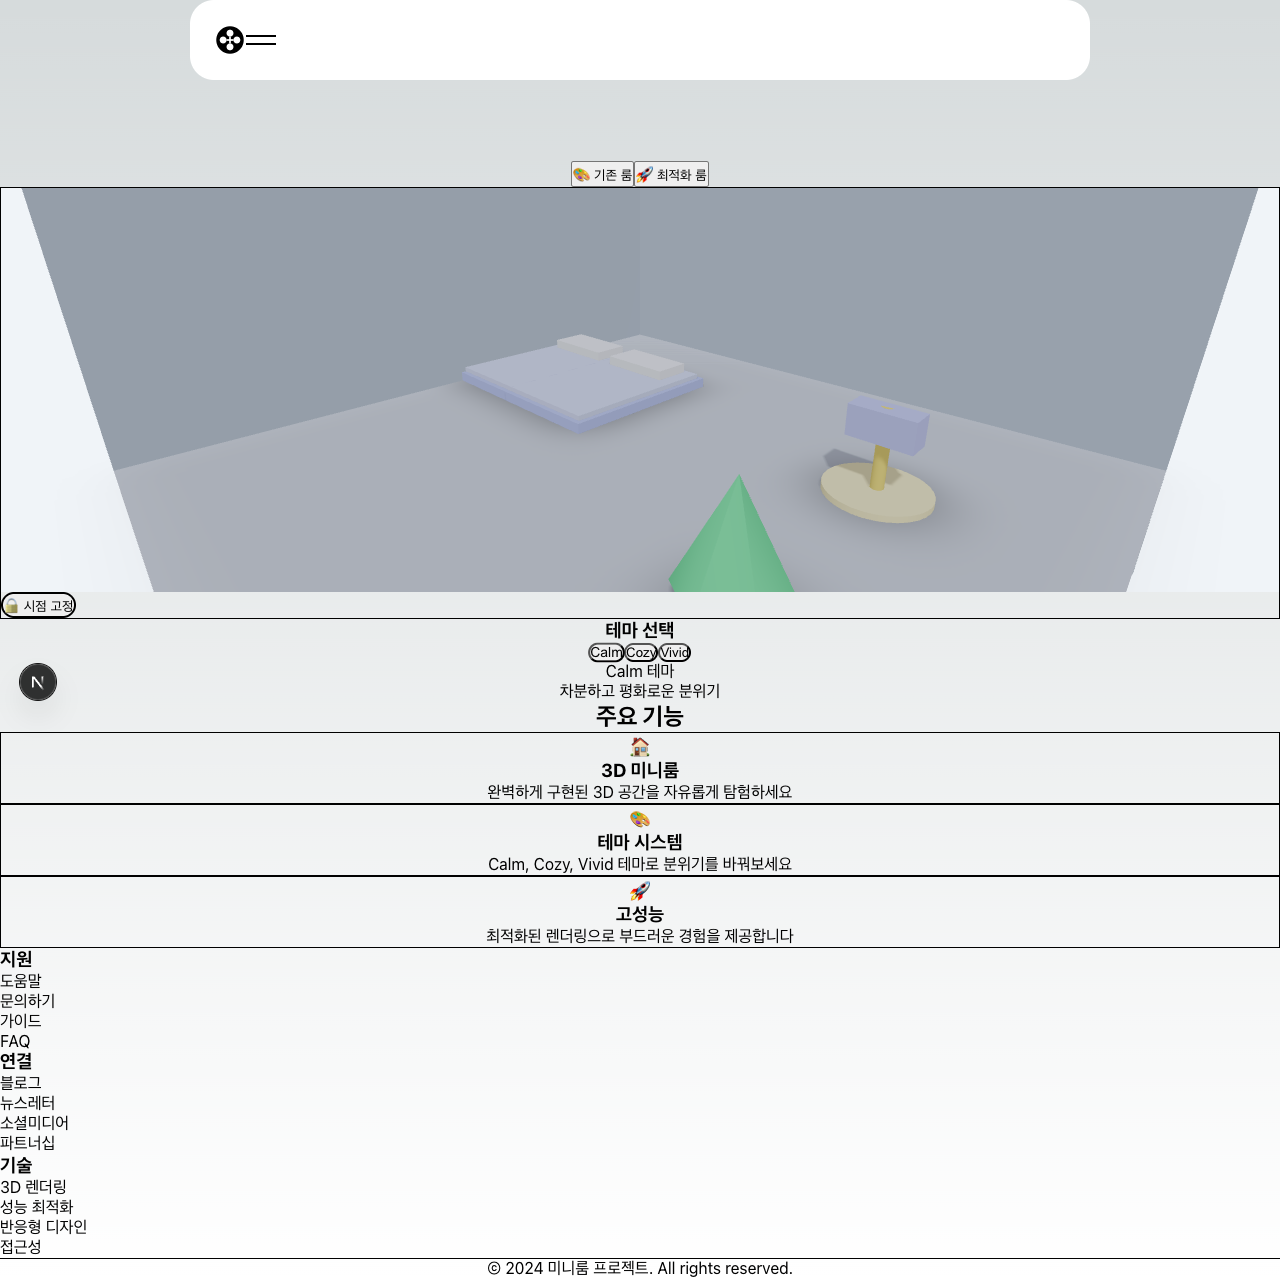 🎨 기존 룸 🚀 최적화 룸
🔒 시점 고정
테마 선택
Calm Cozy Vivid
Calm 테마
차분하고 평화로운 분위기
주요 기능
🏠
3D 미니룸
완벽하게 구현된 3D 공간을 자유롭게 탐험하세요
🎨
테마 시스템
Calm, Cozy, Vivid 테마로 분위기를 바꿔보세요
🚀
고성능
최적화된 렌더링으로 부드러운 경험을 제공합니다
지원
도움말
문의하기
가이드
FAQ
연결
블로그
뉴스레터
소셜미디어
파트너십
기술
3D 렌더링
성능 최적화
반응형 디자인
접근성
© 2024 미니룸 프로젝트. All rights reserved.